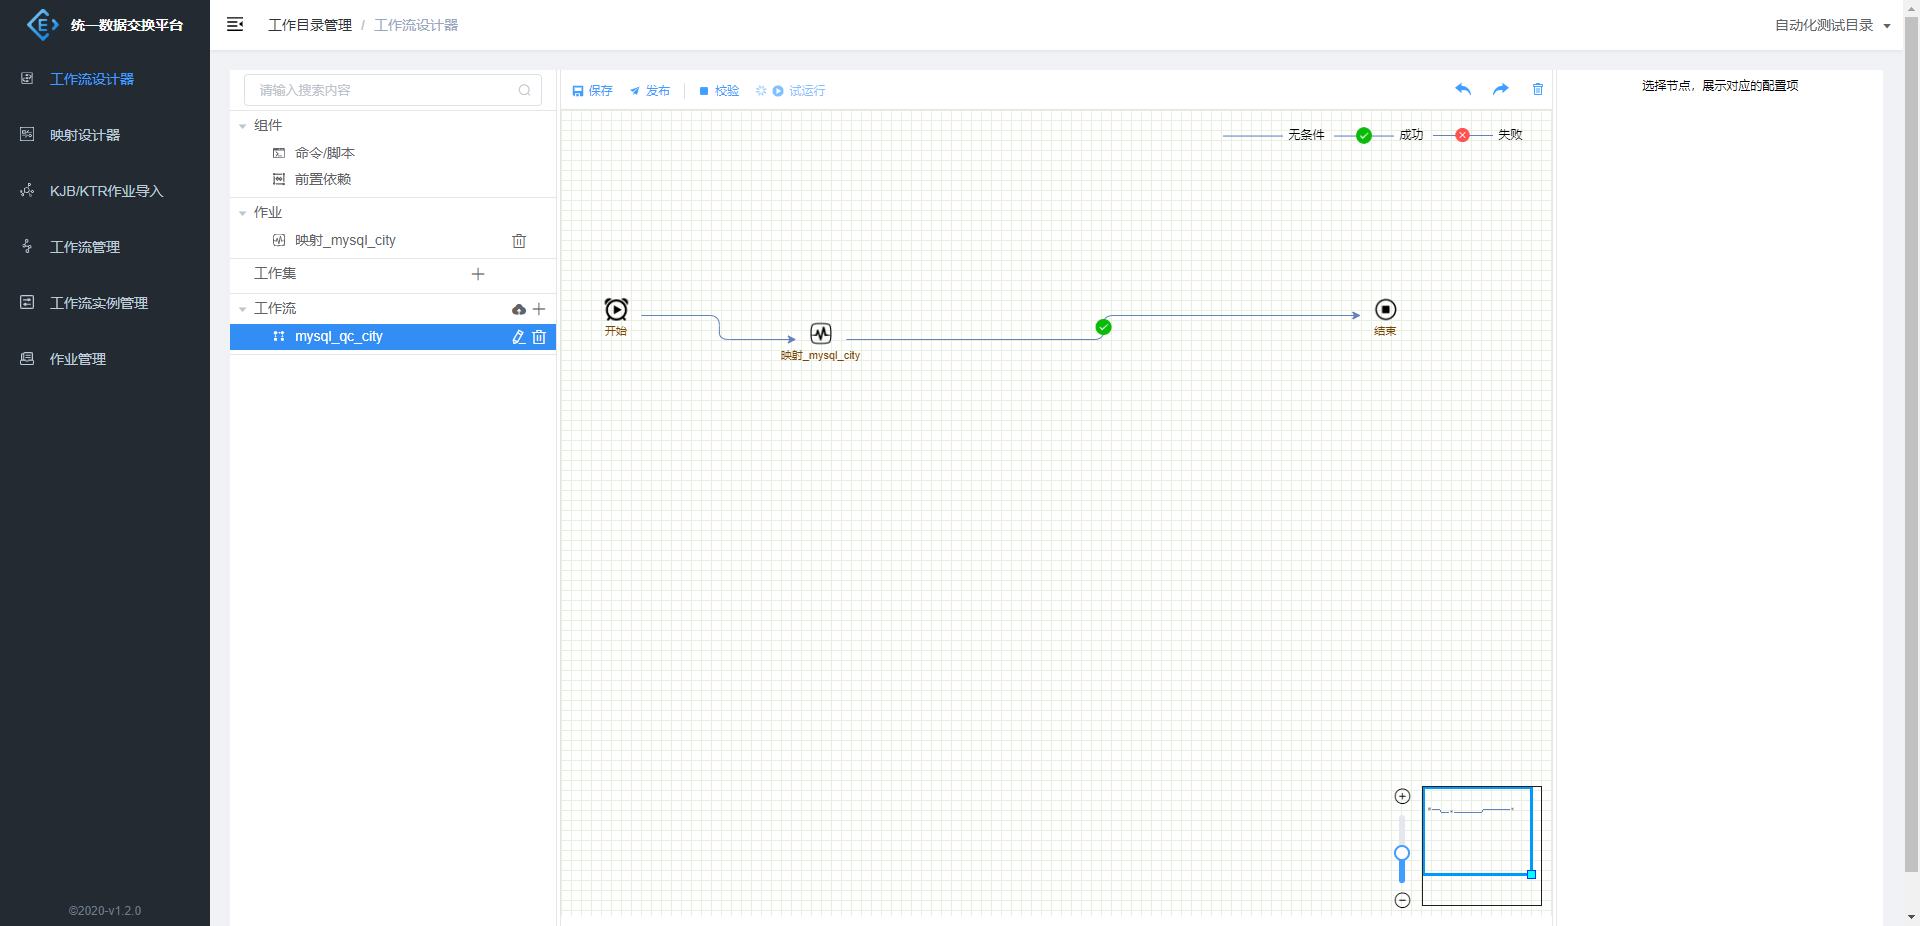 统一数据交换平台
工作目录管理 / 工作流设计器
自动化测试目录
工作流设计器
映射设计器
KJB/KTR作业导入
工作流管理
工作流实例管理
作业管理
©2020-v1.2.0
请输入搜索内容
组件
命令/脚本
前置依赖
作业
映射_mysql_city
工作集
工作流
mysql_qc_city
保存 发布 校验 试运行
无条件 成功 失败
开始
映射_mysql_city
结束
选择节点，展示对应的配置项